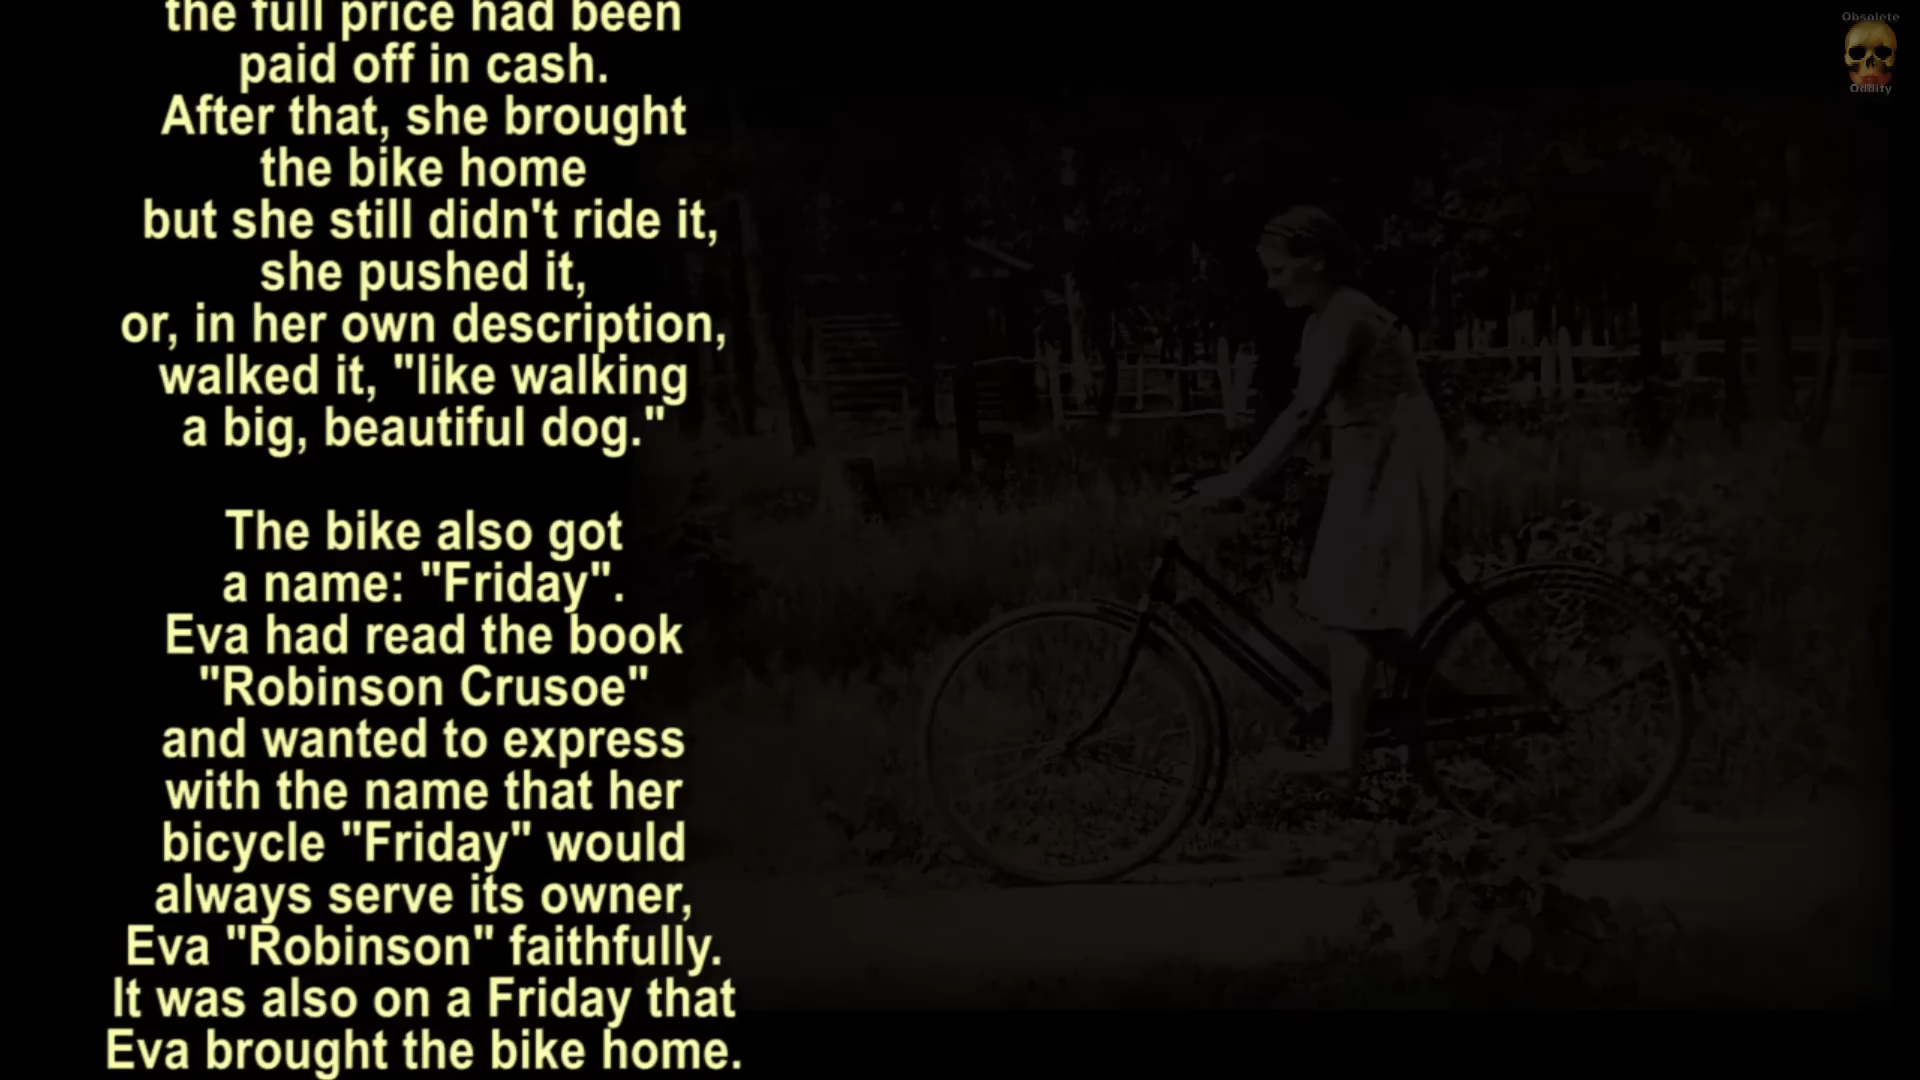 the full price had been
paid off in cash.
After that, she brought
the bike home
but she still didn't ride it,
she pushed it,
or, in her own description,
walked it, "like walking
a big, beautiful dog."
The bike also got
a name: "Friday".
Eva had read the book
"Robinson Crusoe"
and wanted to express
with the name that her
bicycle "Friday" would
always serve its owner,
Eva "Robinson" faithfully.
It was also on a Friday that
Eva brought the bike home.
Obsolete
Oddity